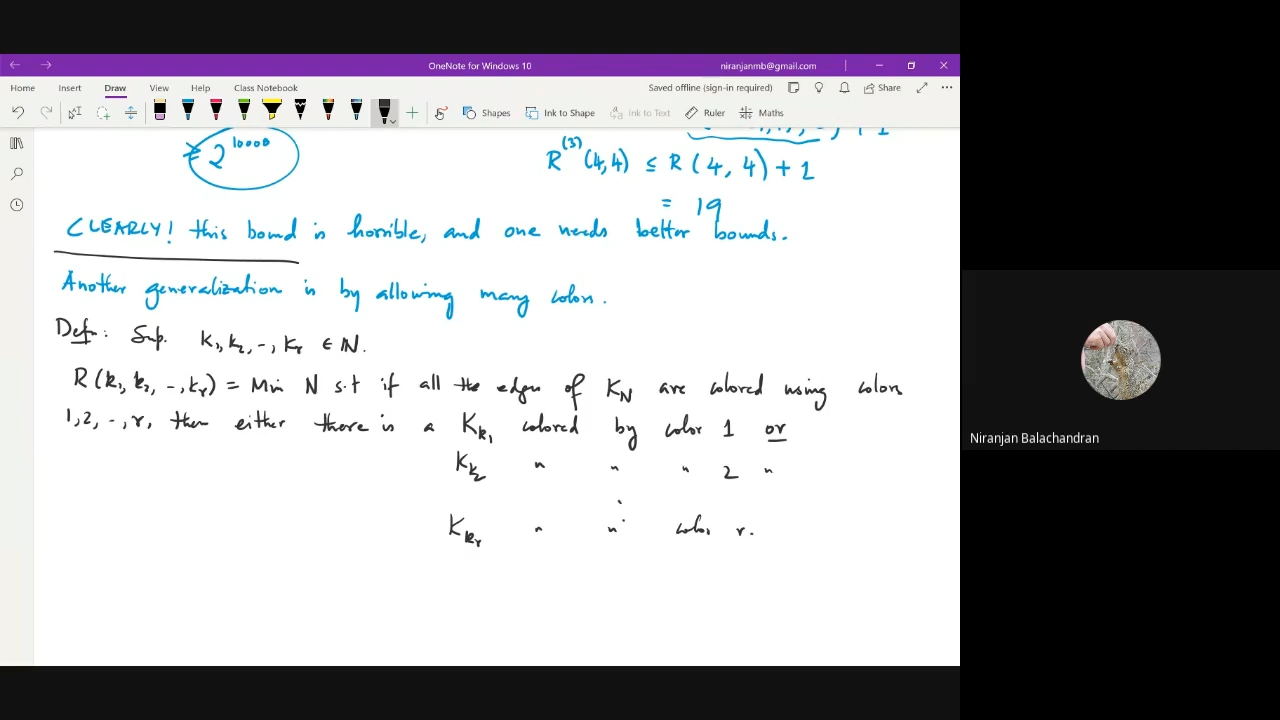 OneNote for Windows 10
niranjanmb@gmail.com
Home Insert Draw View Help Class Notebook
Saved offline (sign-in required) Share
Shapes Ink to Shape Ink to Text Ruler Maths
≥ 2^10000
+ 1
R^(3) (4,4) ≤ R (4, 4) + 1
= 19
CLEARLY! this bound is horrible, and one needs better bounds.
Another generalization is by allowing many colors.
Defn: Sup. k₁, k₂, -, kᵣ ∈ ℕ.
R(k₁, k₂, -, kᵣ) = Min N s.t if all the edges of K_N are colored using colors
1,2, -, r, then either there is a K_k₁ colored by color 1 or
K_k₂ " " " 2 "
⋮
K_kᵣ " " color r.
Niranjan Balachandran